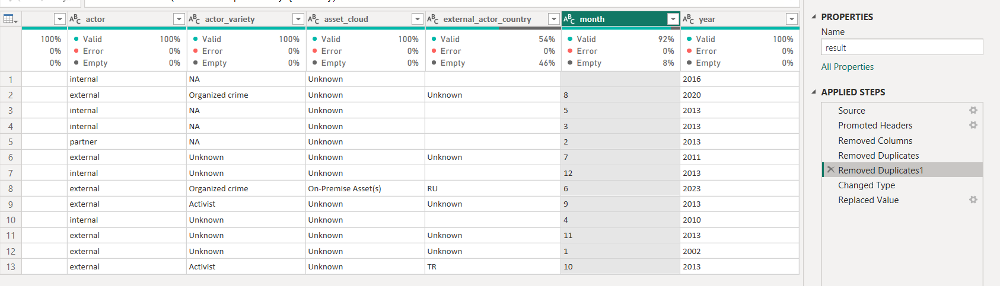 actor actor_variety asset_cloud external_actor_country month year
100% Valid 100% Valid 100% Valid 100% Valid 54% Valid 92% Valid 100%
0% Error 0% Error 0% Error 0% Error 0% Error 0% Error 0%
0% Empty 0% Empty 0% Empty 0% Empty 46% Empty 8% Empty 0%
1 internal NA Unknown 2016
2 external Organized crime Unknown Unknown 8 2020
3 internal NA Unknown 5 2013
4 internal NA Unknown 3 2013
5 partner NA Unknown 2 2013
6 external Unknown Unknown Unknown 7 2011
7 internal Unknown Unknown 12 2013
8 external Organized crime On-Premise Asset(s) RU 6 2023
9 external Activist Unknown Unknown 9 2013
10 internal Unknown Unknown 4 2010
11 external Unknown Unknown Unknown 11 2013
12 external Unknown Unknown Unknown 1 2002
13 external Activist Unknown TR 10 2013
PROPERTIES
Name
result
All Properties
APPLIED STEPS
Source
Promoted Headers
Removed Columns
Removed Duplicates
Removed Duplicates1
Changed Type
Replaced Value